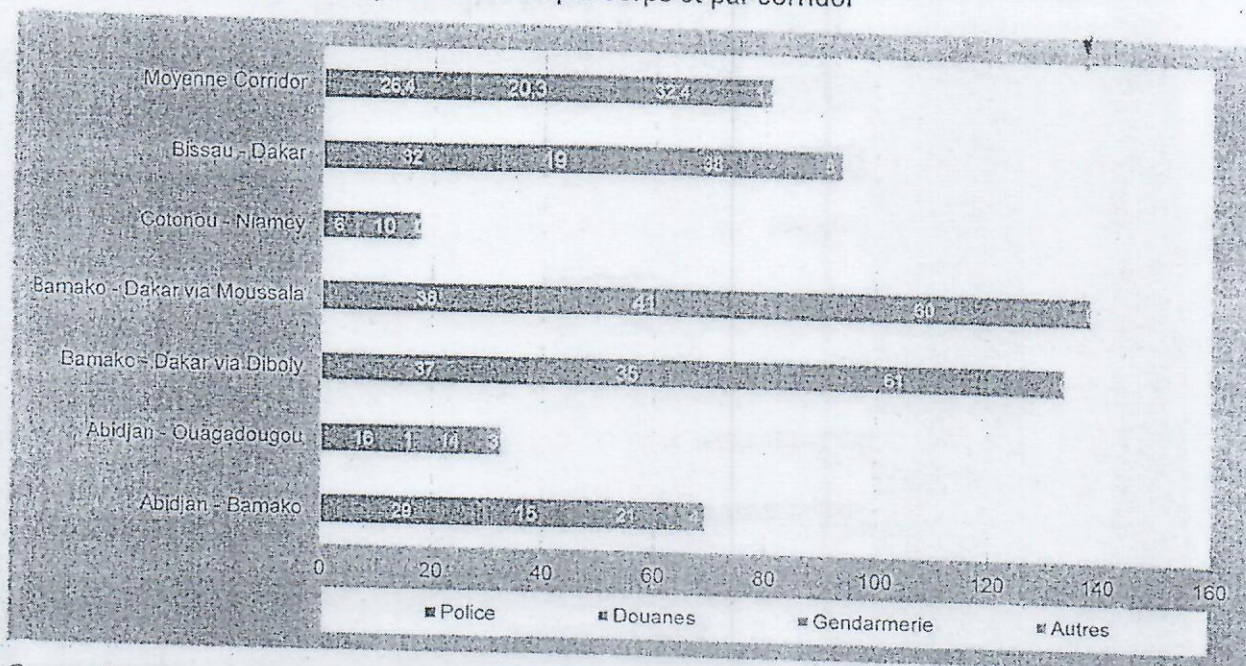 par corps et par corridor
Moyenne Corridor 26.4 20.3 32.4
Bissau - Dakar 32 19 38
Cotonou - Niamey 6 10
Bamako - Dakar via Moussala 38 41 60
Bamako - Dakar via Diboly 37 35 61
Abidjan - Ouagadougou 16 1 11 3
Abidjan - Bamako 29 15 21
0 20 40 60 80 100 120 140 160
Police Douanes Gendarmerie Autres